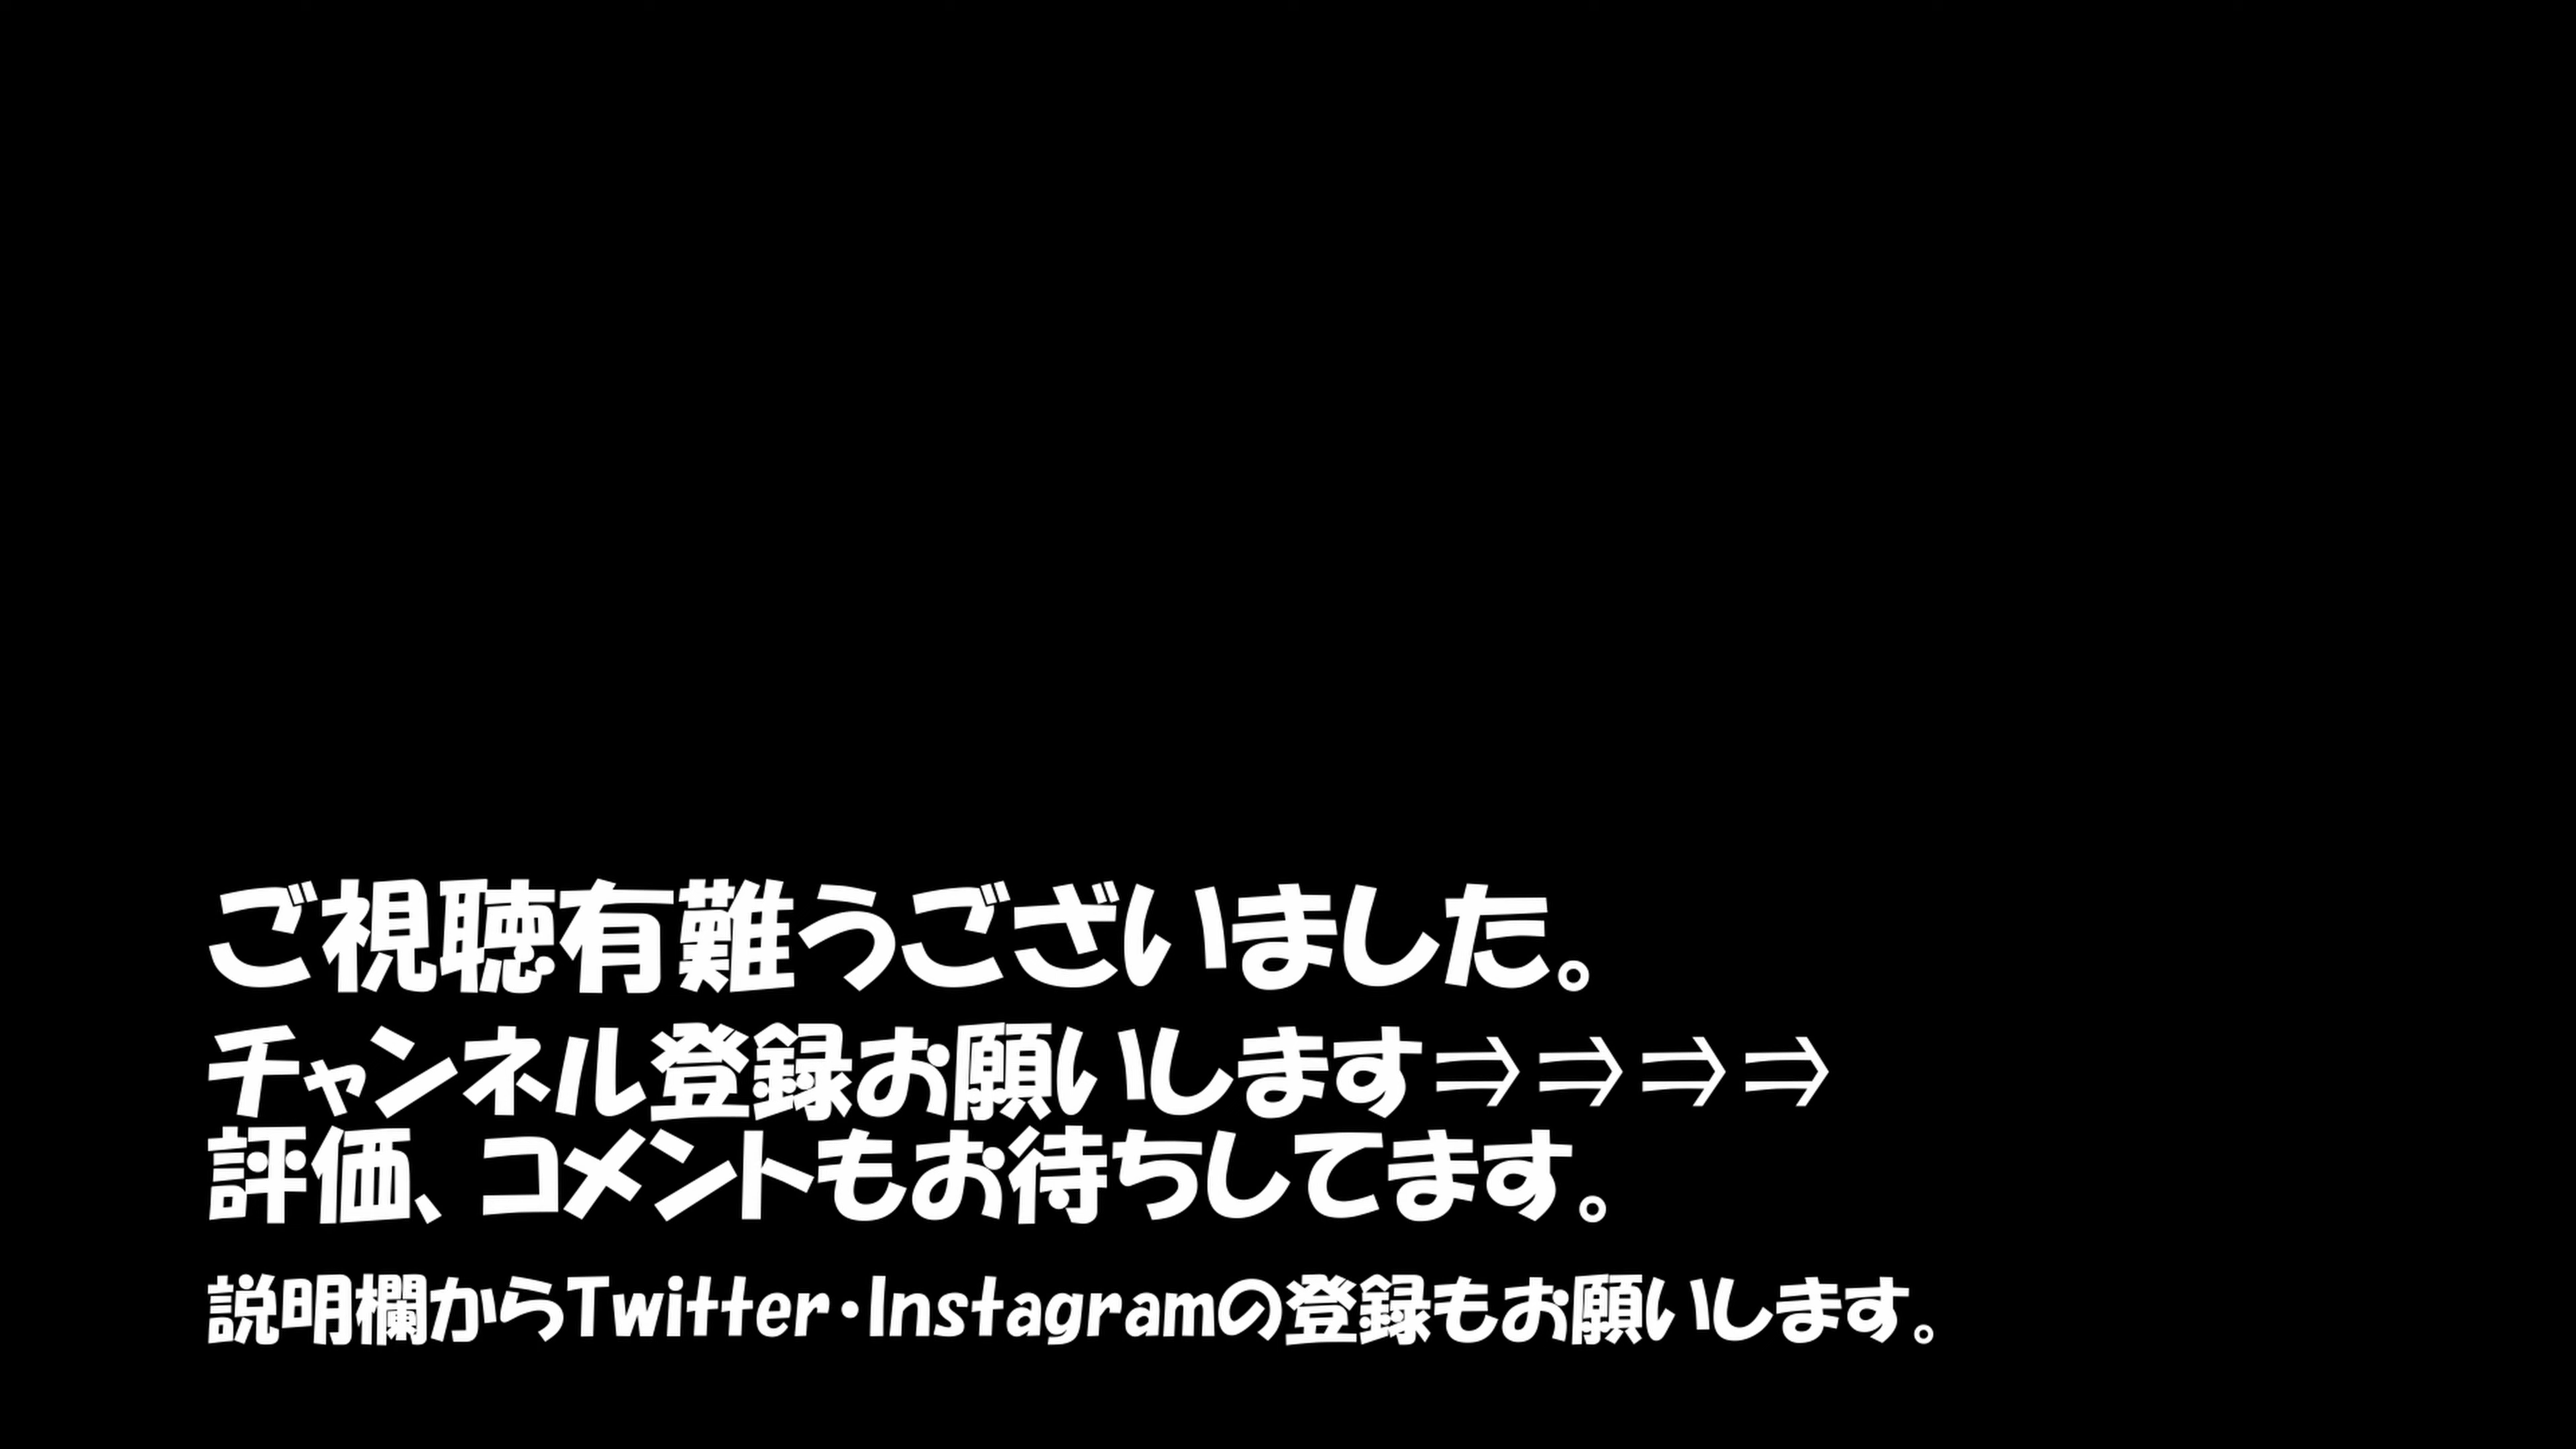 ご視聴有難うございました。
チャンネル登録お願いします⇒⇒⇒⇒
評価、コメントもお待ちしてます。
説明欄からTwitter・Instagramの登録もお願いします。